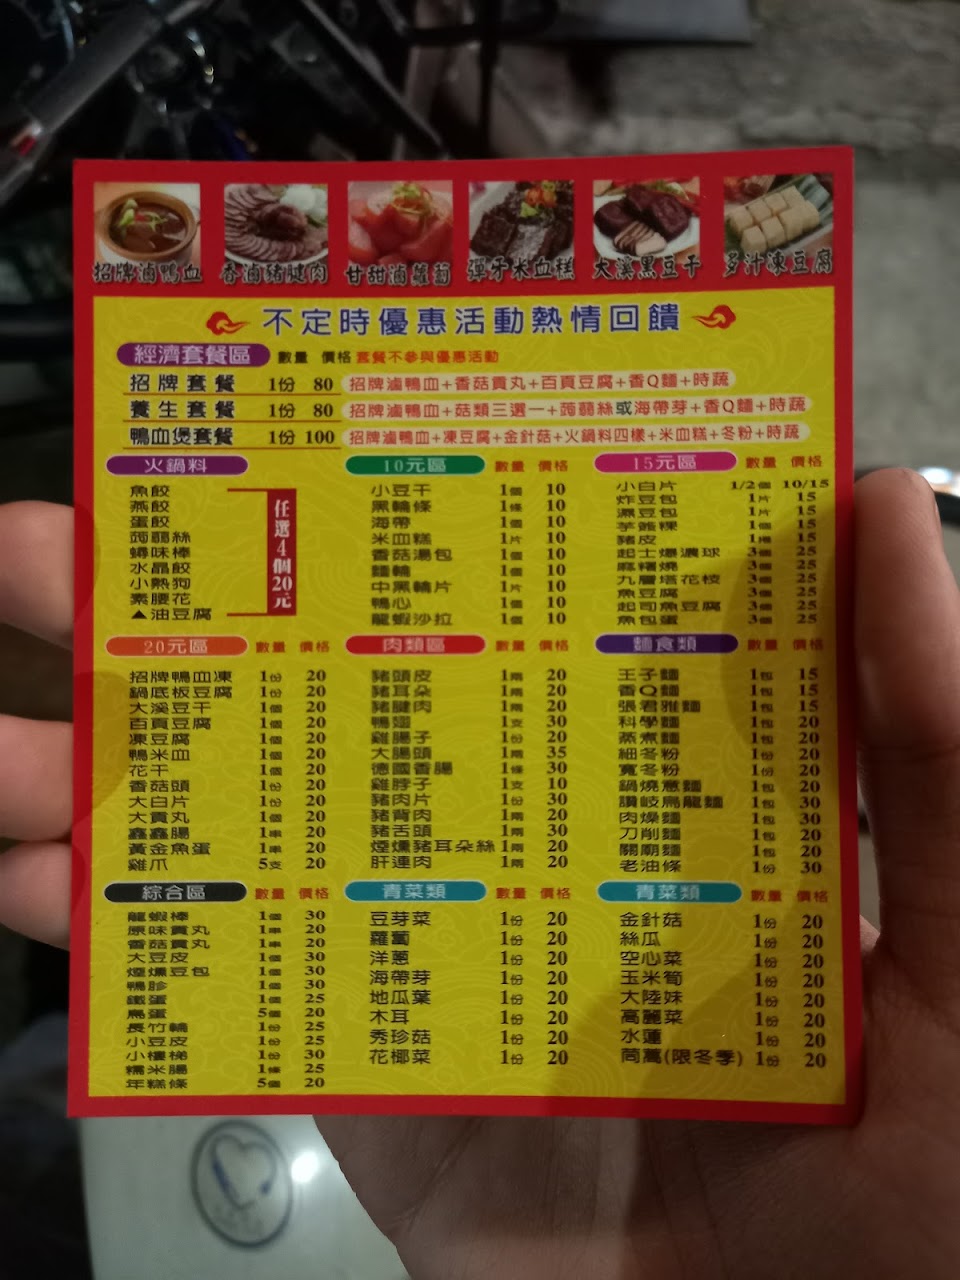 招牌滷鴨血 香滷豬腱肉 甘甜滷蘿蔔 彈牙米血糕 大溪黑豆干 多汁凍豆腐
不定時優惠活動熱情回饋
經濟套餐區 數量 價格 套餐不參與優惠活動
招牌套餐 1份 80 招牌滷鴨血+香菇貢丸+百頁豆腐+香Q麵+時蔬
養生套餐 1份 80 招牌滷鴨血+菇類三選一+蒟蒻絲或海帶芽+香Q麵+時蔬
鴨血煲套餐 1份 100 招牌滷鴨血+凍豆腐+金針菇+火鍋料四樣+米血糕+冬粉+時蔬
火鍋料
魚餃
燕餃
蛋餃
蒟蒻絲
蟳味棒
水晶餃
小熱狗
素腰花
▲油豆腐
任選4個20元
10元區 數量 價格
小豆干 1個 10
黑輪條 1條 10
海帶 1個 10
米血糕 1片 10
香菇湯包 1個 10
麵輪 1個 10
中黑輪片 1片 10
鴨心 1個 10
龍蝦沙拉 1個 10
15元區 數量 價格
小白片 1/2個 10/15
炸豆包 1片 15
濕豆包 1片 15
芋籤粿 1個 15
豬皮 1捲 15
起士爆漿球 3個 25
麻糬燒 3個 25
九層塔花枝 3個 25
魚豆腐 3個 25
起司魚豆腐 3個 25
魚包蛋 3個 25
20元區 數量 價格
招牌鴨血凍 1份 20
鍋底板豆腐 1份 20
大溪豆干 1個 20
百頁豆腐 1個 20
凍豆腐 1個 20
鴨米血 1個 20
花干 1個 20
香菇頭 1份 20
大白片 1個 20
大貢丸 1個 20
鑫鑫腸 1串 20
黃金魚蛋 1串 20
雞爪 5支 20
肉類區 數量 價格
豬頭皮 1兩 20
豬耳朵 1兩 20
豬腱肉 1兩 20
鴨翅 1支 30
雞腸子 1份 20
大腸頭 1兩 35
德國香腸 1條 30
雞脖子 1支 10
豬肉片 1份 30
豬背肉 1兩 20
豬舌頭 1兩 30
煙燻豬耳朵絲 1兩 20
肝連肉 1兩 20
麵食類 數量 價格
王子麵 1包 15
香Q麵 1包 15
張君雅麵 1包 15
科學麵 1包 20
蒸煮麵 1包 20
細冬粉 1份 20
寬冬粉 1份 20
鍋燒意麵 1包 20
讚岐烏龍麵 1包 30
肉燥麵 1包 30
刀削麵 1包 20
關廟麵 1包 20
老油條 1份 30
綜合區 數量 價格
龍蝦棒 1個 30
原味貢丸 1串 20
香菇貢丸 1串 20
大豆皮 1個 30
煙燻豆包 1個 30
鴨胗 1個 30
鐵蛋 1個 25
鳥蛋 5個 20
長竹輪 1份 25
小豆皮 1份 25
小樓梯 1份 30
糯米腸 1條 25
年糕條 5個 20
青菜類 數量 價格
豆芽菜 1份 20
蘿蔔 1份 20
洋蔥 1份 20
海帶芽 1份 20
地瓜葉 1份 20
木耳 1份 20
秀珍菇 1份 20
花椰菜 1份 20
青菜類 數量 價格
金針菇 1份 20
絲瓜 1份 20
空心菜 1份 20
玉米筍 1份 20
大陸妹 1份 20
高麗菜 1份 20
水蓮 1份 20
茼蒿(限冬季) 1份 20